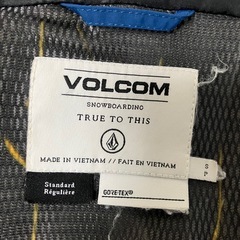 VOLCOM
SNOWBOARDING
TRUE TO THIS
MADE IN VIETNAM // FAIT EN VIETNAM
Standard
Régulière
GORE-TEX